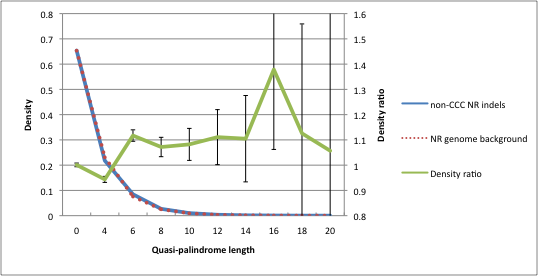 0.8
0.7
0.6
0.5
0.4
0.3
0.2
0.1
0
Density
1.6
1.5
1.4
1.3
1.2
1.1
1
0.9
0.8
Density ratio
0 4 6 8 10 12 14 16 18 20
Quasi-palindrome length
non-CCC NR indels
NR genome background
Density ratio